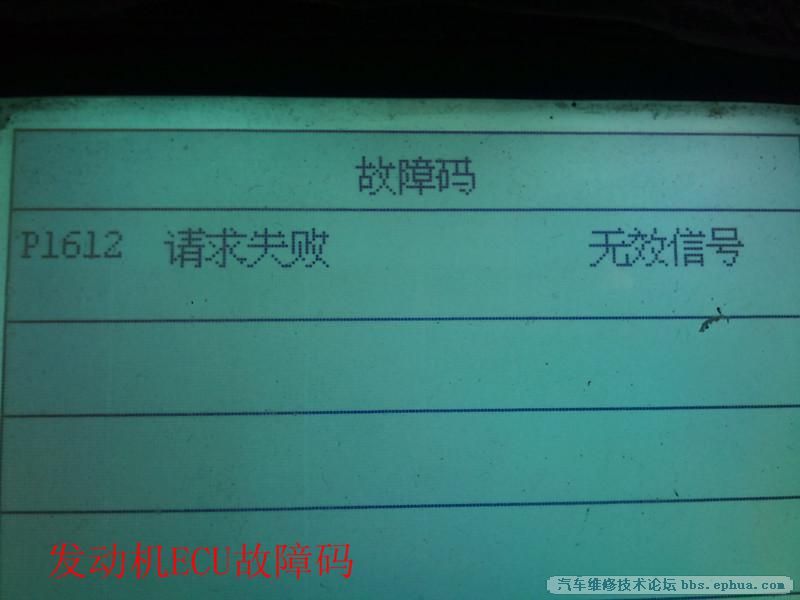 故障码
P1612 请求失败 无效信号
发动机ECU故障码
汽车维修技术论坛 bbs.ephua.com